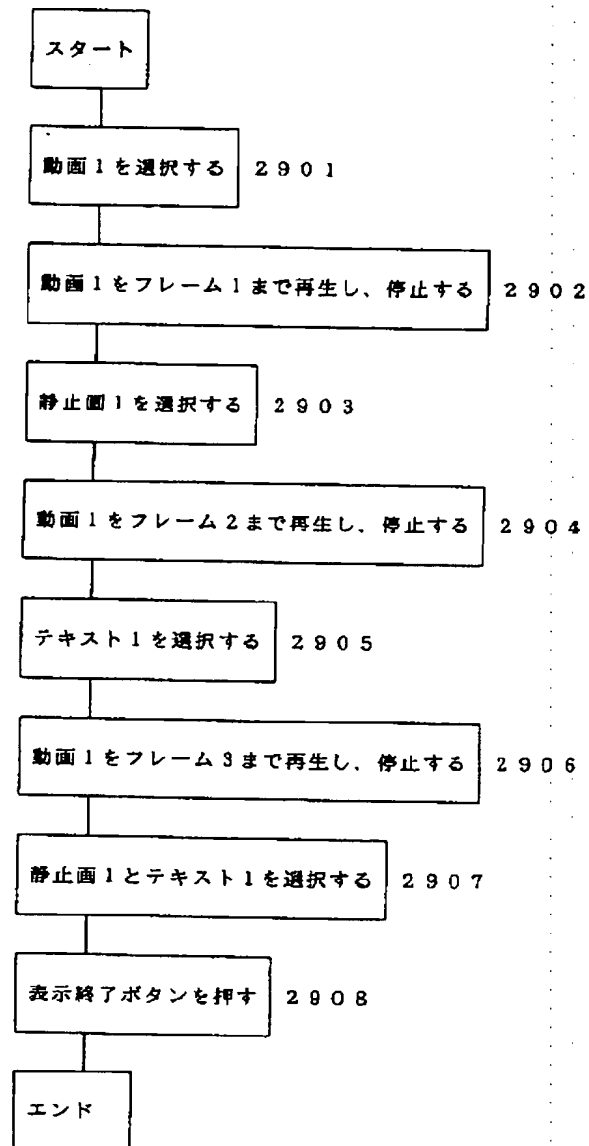 スタート
動画1を選択する 2901
動画1をフレーム1まで再生し、停止する 2902
静止画1を選択する 2903
動画1をフレーム2まで再生し、停止する 2904
テキスト1を選択する 2905
動画1をフレーム3まで再生し、停止する 2906
静止画1とテキスト1を選択する 2907
表示終了ボタンを押す 2908
エンド